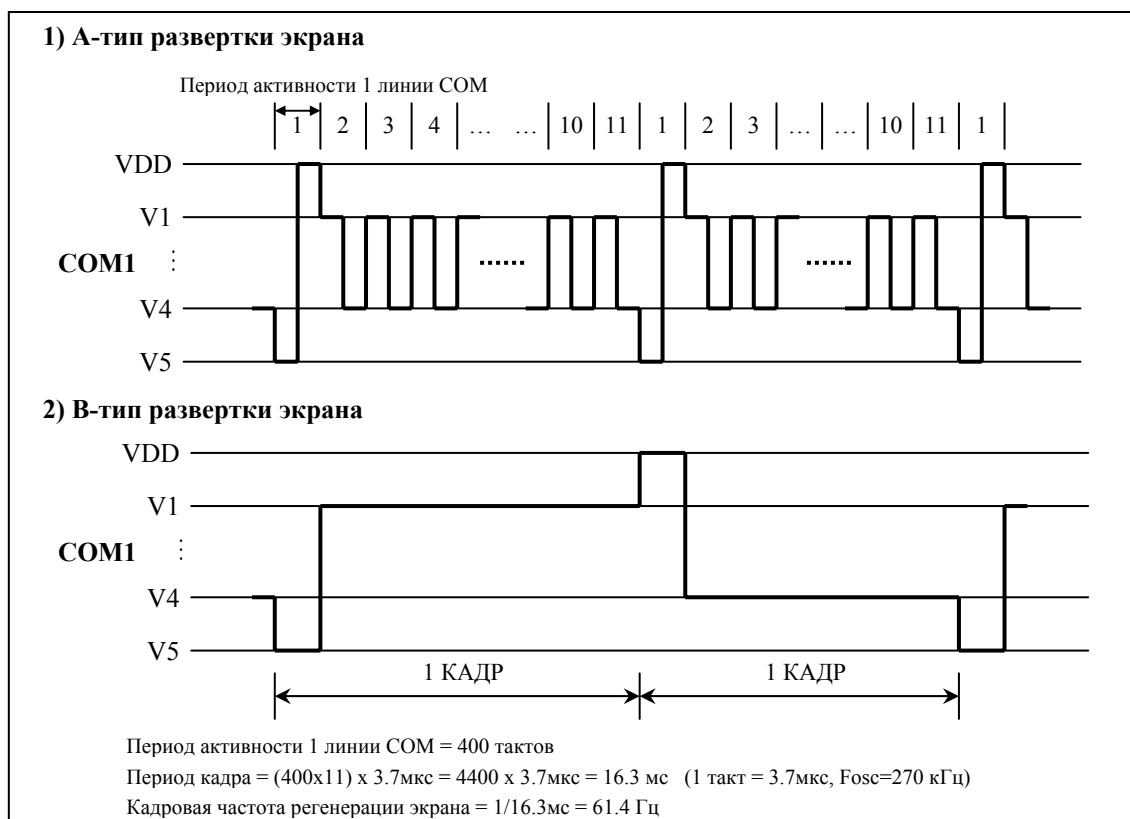 1) А-тип развертки экрана
Период активности 1 линии COM
1 2 3 4 … … 10 11 1 2 3 … … 10 11 1
VDD
V1
COM1
V4
V5
2) В-тип развертки экрана
VDD
V1
COM1
V4
V5
1 КАДР 1 КАДР
Период активности 1 линии COM = 400 тактов
Период кадра = (400x11) x 3.7мкс = 4400 x 3.7мкс = 16.3 мс (1 такт = 3.7мкс, Fosc=270 кГц)
Кадровая частота регенерации экрана = 1/16.3мс = 61.4 Гц